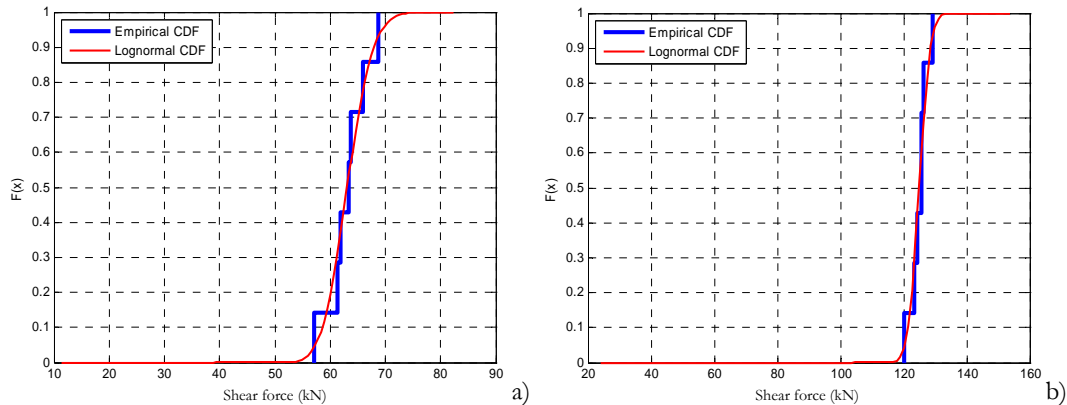 1
0.9
0.8
0.7
0.6
0.5
0.4
0.3
0.2
0.1
0
F(x)
Empirical CDF
Lognormal CDF
10 20 30 40 50 60 70 80 90
Shear force (kN)
a)
1
0.9
0.8
0.7
0.6
0.5
0.4
0.3
0.2
0.1
0
F(x)
Empirical CDF
Lognormal CDF
20 40 60 80 100 120 140 160
Shear force (kN)
b)